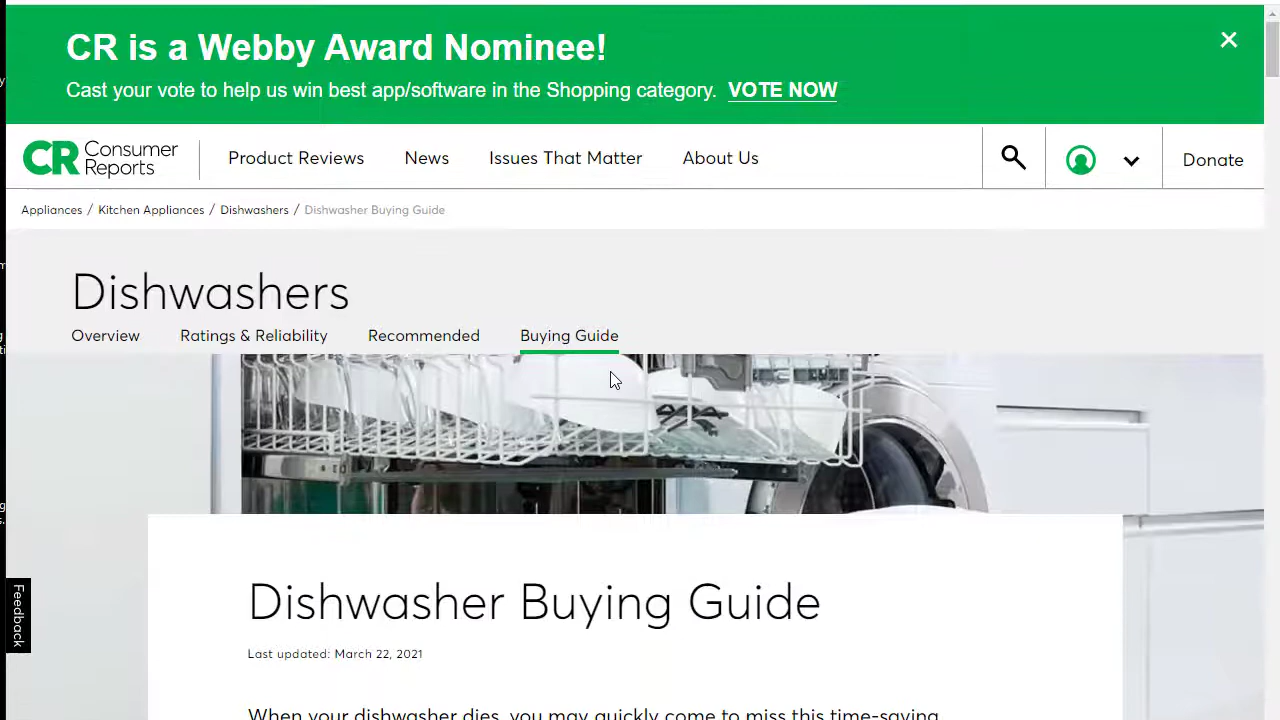 CR is a Webby Award Nominee!
Cast your vote to help us win best app/software in the Shopping category. VOTE NOW
CR Consumer Reports
Product Reviews
News
Issues That Matter
About Us
Donate
Appliances / Kitchen Appliances / Dishwashers / Dishwasher Buying Guide
Dishwashers
Overview
Ratings & Reliability
Recommended
Buying Guide
Feedback
Dishwasher Buying Guide
Last updated: March 22, 2021
When your dishwasher dies, you may quickly come to miss this time-saving